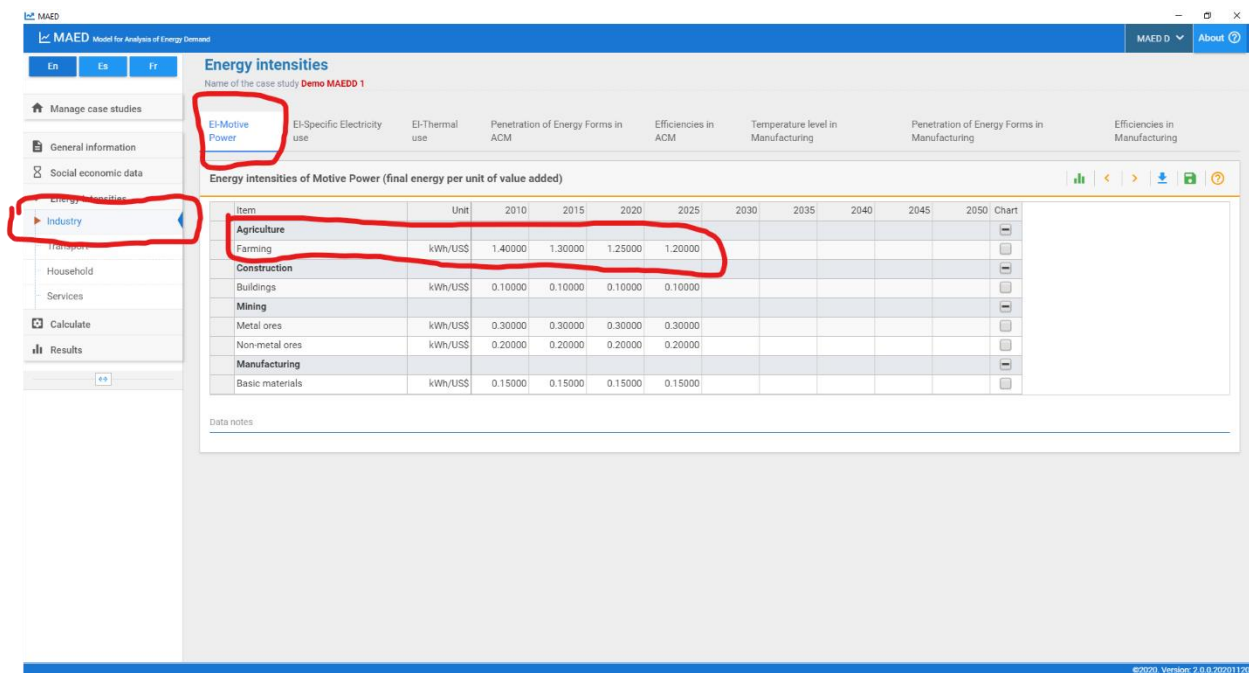 MAED
MAED Model for Analysis of Energy Demand
MAED D
About
En Es Fr
Energy intensities
Name of the case study Demo MAEDD 1
Manage case studies
General information
Social economic data
Energy intensities
Industry
Transport
Household
Services
Calculate
Results
EI-Motive Power
EI-Specific Electricity use
EI-Thermal use
Penetration of Energy Forms in ACM
Efficiencies in ACM
Temperature level in Manufacturing
Penetration of Energy Forms in Manufacturing
Efficiencies in Manufacturing
Energy intensities of Motive Power (final energy per unit of value added)
Item Unit 2010 2015 2020 2025 2030 2035 2040 2045 2050 Chart
Agriculture
Farming kWh/US$ 1.40000 1.30000 1.25000 1.20000
Construction
Buildings kWh/US$ 0.10000 0.10000 0.10000 0.10000
Mining
Metal ores kWh/US$ 0.30000 0.30000 0.30000 0.30000
Non-metal ores kWh/US$ 0.20000 0.20000 0.20000 0.20000
Manufacturing
Basic materials kWh/US$ 0.15000 0.15000 0.15000 0.15000
Data notes
©2020. Version: 2.0.0.20201120